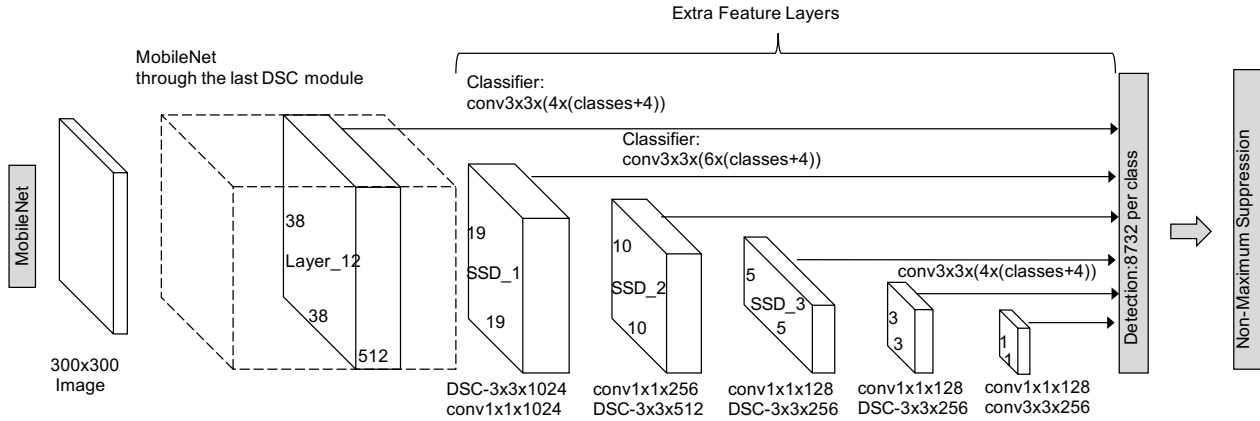 Extra Feature Layers
MobileNet
through the last DSC module
Classifier:
conv3x3x(4x(classes+4))
Classifier:
conv3x3x(6x(classes+4))
MobileNet
300x300
Image
38
Layer_12
38
512
19
SSD_1
19
10
SSD_2
10
5
SSD_3
5
conv3x3x(4x(classes+4))
3
3
1
1
DSC-3x3x1024
conv1x1x1024
conv1x1x256
DSC-3x3x512
conv1x1x128
DSC-3x3x256
conv1x1x128
DSC-3x3x256
conv1x1x128
conv3x3x256
Detection:8732 per class
Non-Maximum Suppression